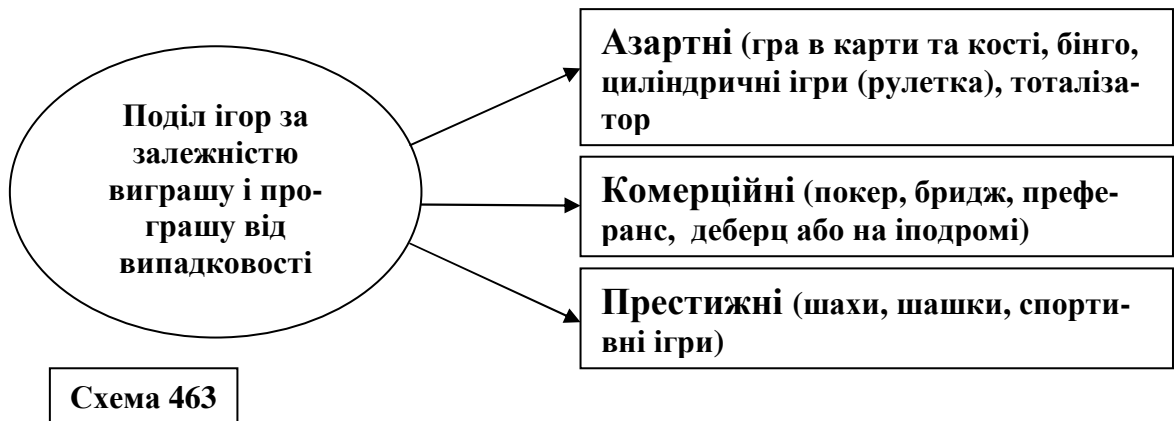 Поділ ігор за
залежністю
виграшу і про-
грашу від
випадковості
Азартні (гра в карти та кості, бінго,
циліндричні ігри (рулетка), тоталіза-
тор
Комерційні (покер, бридж, префе-
ранс, деберц або на іподромі)
Престижні (шахи, шашки, спорти-
вні ігри)
Схема 463